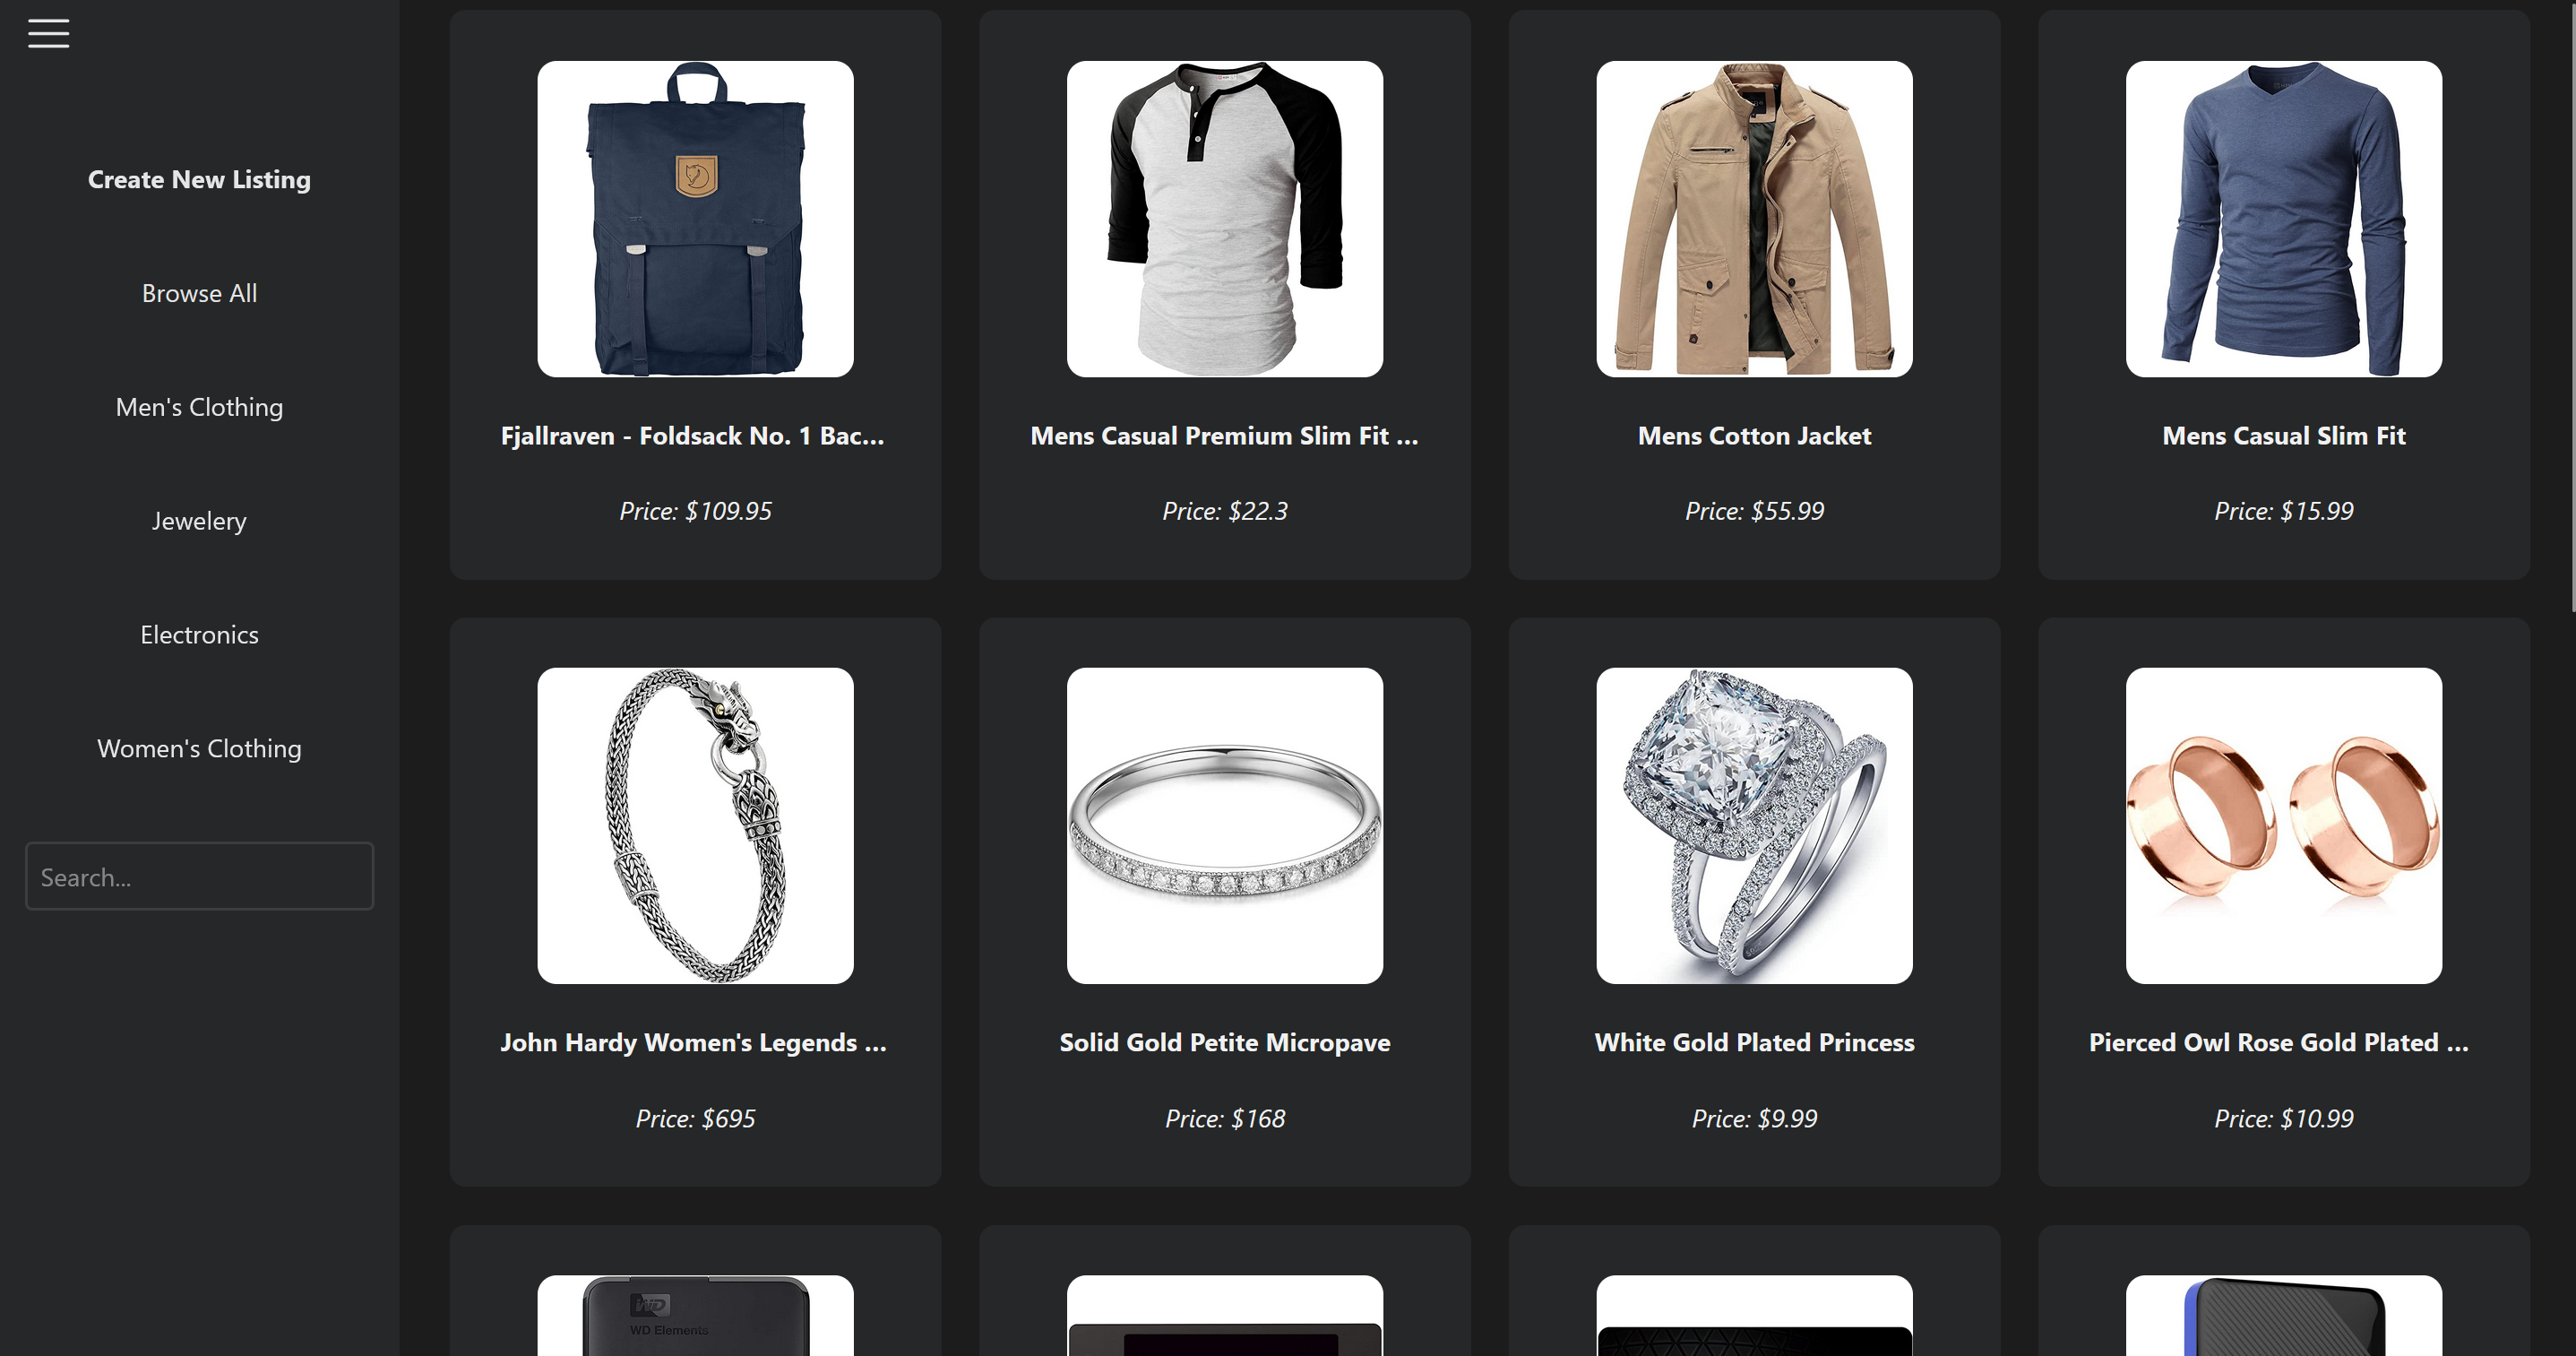 Create New Listing
Browse All
Men's Clothing
Jewelery
Electronics
Women's Clothing
Search...
Fjallraven - Foldsack No. 1 Bac...
Price: $109.95
Mens Casual Premium Slim Fit ...
Price: $22.3
Mens Cotton Jacket
Price: $55.99
Mens Casual Slim Fit
Price: $15.99
John Hardy Women's Legends ...
Price: $695
Solid Gold Petite Micropave
Price: $168
White Gold Plated Princess
Price: $9.99
Pierced Owl Rose Gold Plated ...
Price: $10.99
WD
WD Elements